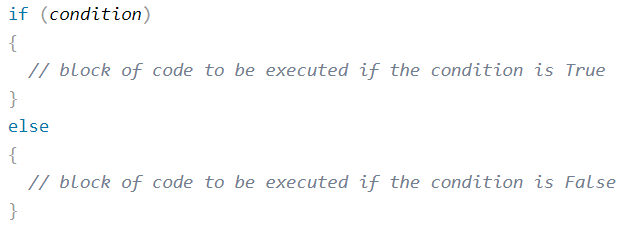 if (condition)
{
  // block of code to be executed if the condition is True
}
else
{
  // block of code to be executed if the condition is False
}